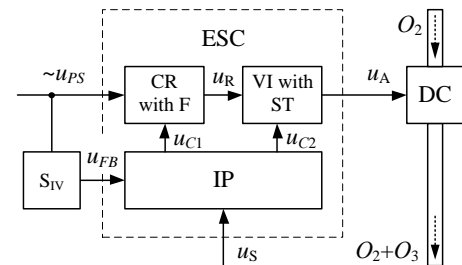 ESC
O2
~uPS
CR
with F
uR
VI with
ST
uA
DC
uC1
uC2
SIV
uFB
IP
uS
O2+O3